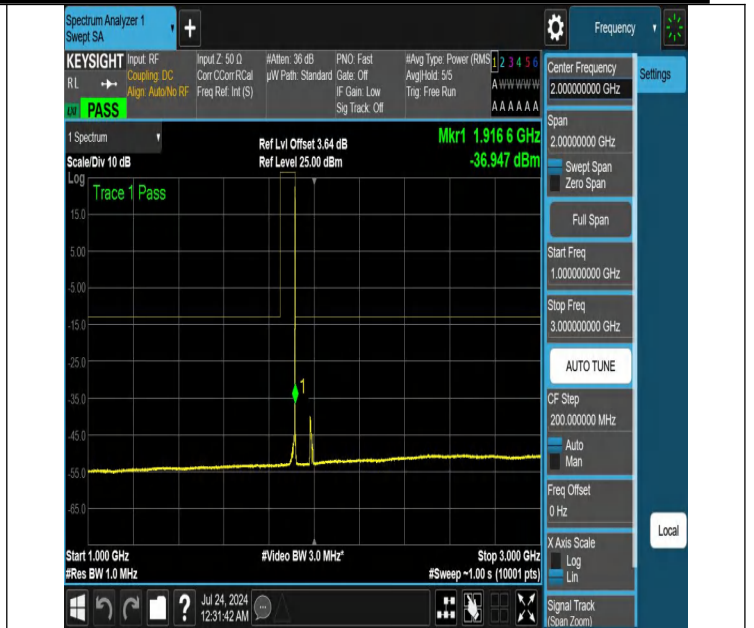 Spectrum Analyzer 1
Swept SA
Frequency
KEYSIGHT
RL
PASS
Input: RF
Coupling: DC
Align: Auto/No RF
Input Z: 50 Ω
Corr CCorr RCal
Freq Ref: Int (S)
#Atten: 36 dB
µW Path: Standard
PNO: Fast
Gate: Off
IF Gain: Low
Sig Track: Off
#Avg Type: Power (RMS
Avg|Hold: 5/5
Trig: Free Run
1 2 3 4 5 6
A W W W W W
A A A A A A
1 Spectrum
Scale/Div 10 dB
Log
Ref Lvl Offset 3.64 dB
Ref Level 25.00 dBm
Mkr1 1.916 6 GHz
-36.947 dBm
Trace 1 Pass
15.0
5.00
-5.00
-15.0
-25.0
-35.0
-45.0
-55.0
-65.0
1
Start 1.000 GHz
#Res BW 1.0 MHz
#Video BW 3.0 MHz*
Stop 3.000 GHz
#Sweep ~1.00 s (10001 pts)
Center Frequency
2.000000000 GHz
Settings
Span
2.00000000 GHz
Swept Span
Zero Span
Full Span
Start Freq
1.000000000 GHz
Stop Freq
3.000000000 GHz
AUTO TUNE
CF Step
200.000000 MHz
Auto
Man
Freq Offset
0 Hz
X Axis Scale
Log
Lin
Local
Signal Track
(Span Zoom)
?
Jul 24, 2024
12:31:42 AM